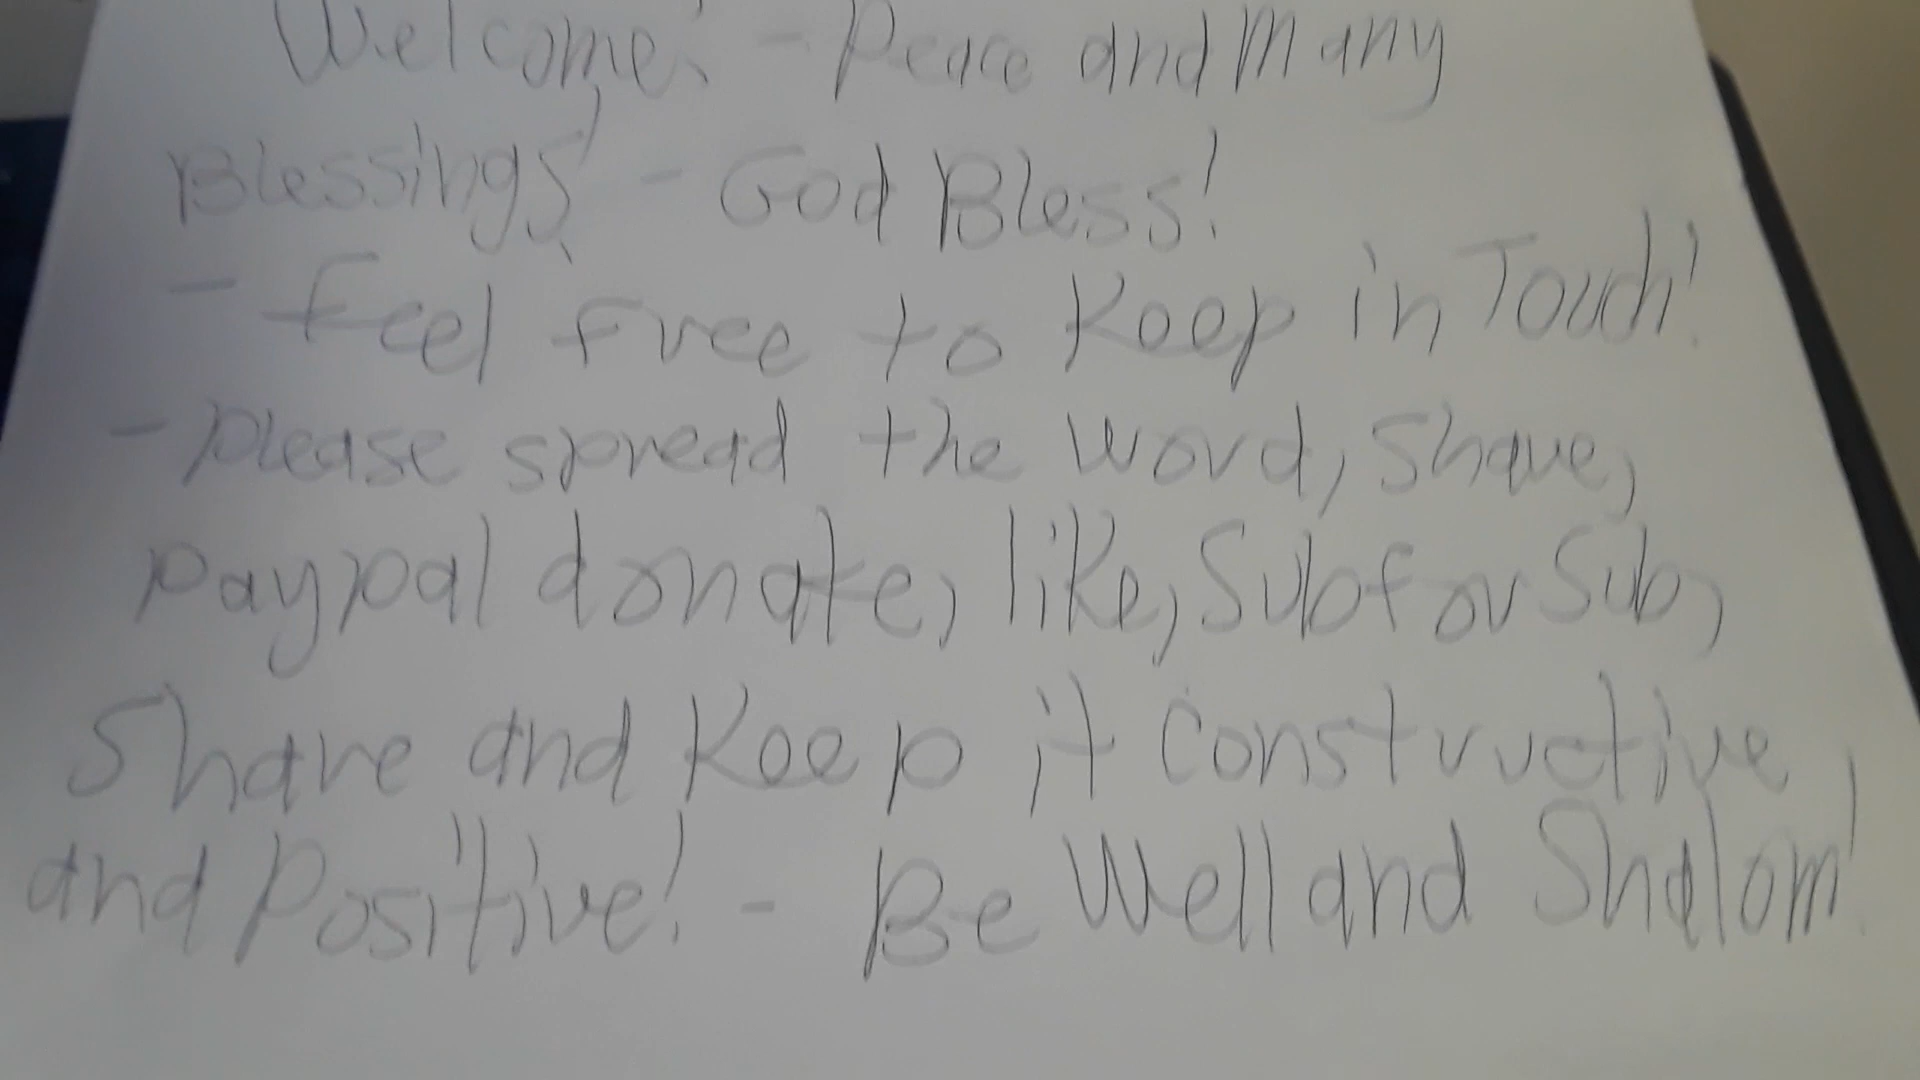 Welcome! - Peace and Many
Blessings! - God Bless!
- Feel Free to Keep in Touch!
- Please spread the word, Share,
Paypal donate, like, Sub for Sub,
Share and Keep it Constructive
and Positive! - Be Well and Shalom!